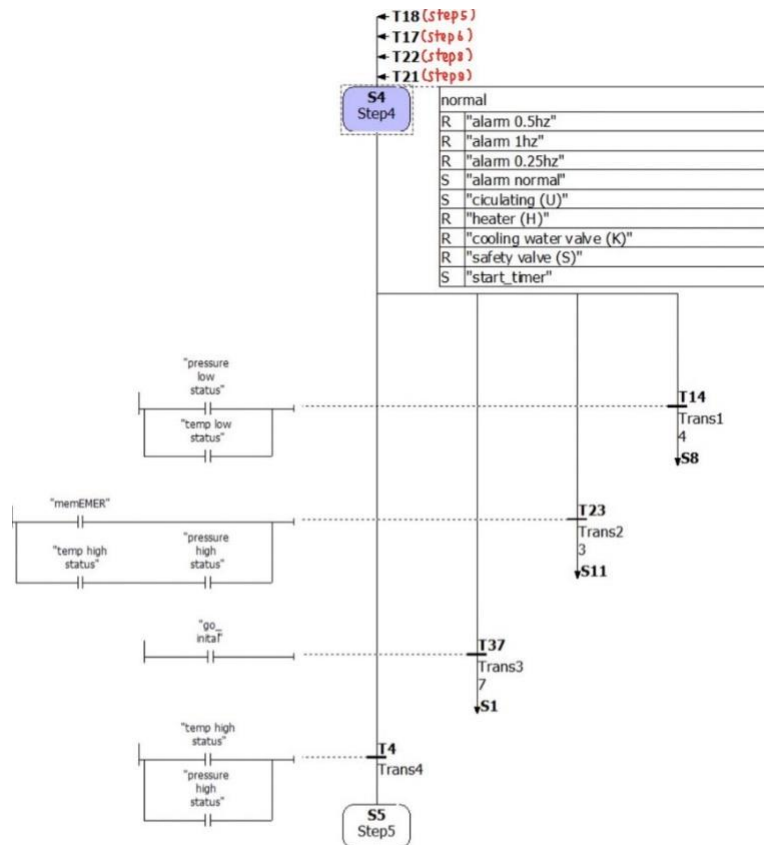 T18 (step5)
T17 (step6)
T22 (step8)
T21 (step8)
S4
Step4
normal
R "alarm 0.5hz"
R "alarm 1hz"
R "alarm 0.25hz"
S "alarm normal"
S "ciculating (U)"
R "heater (H)"
R "cooling water valve (K)"
R "safety valve (S)"
S "start_timer"
"pressure
low
status"
"temp low
status"
T14
Trans1
4
S8
"memEMER"
"temp high
status"
"pressure
high
status"
T23
Trans2
3
S11
"go_
inital"
T37
Trans3
7
S1
"temp high
status"
"pressure
high
status"
T4
Trans4
S5
Step5